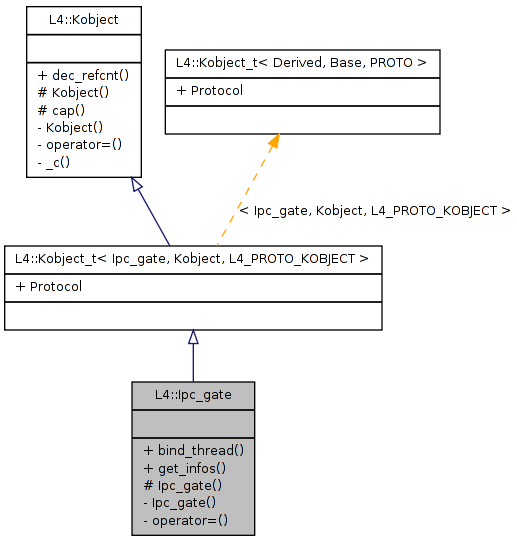 L4::Kobject
+ dec_refcnt()
# Kobject()
# cap()
- Kobject()
- operator=()
- _c()
L4::Kobject_t< Derived, Base, PROTO >
+ Protocol
< Ipc_gate, Kobject, L4_PROTO_KOBJECT >
L4::Kobject_t< Ipc_gate, Kobject, L4_PROTO_KOBJECT >
+ Protocol
L4::Ipc_gate
+ bind_thread()
+ get_infos()
# Ipc_gate()
- Ipc_gate()
- operator=()